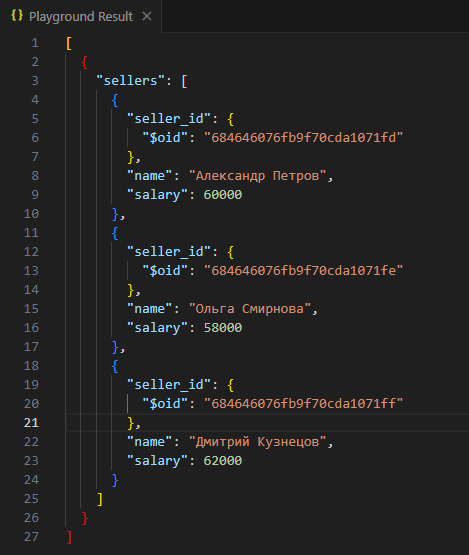 {} Playground Result ×
1 [
2 {
3 "sellers": [
4 {
5 "seller_id": {
6 "$oid": "684646076fb9f70cda1071fd"
7 },
8 "name": "Александр Петров",
9 "salary": 60000
10 },
11 {
12 "seller_id": {
13 "$oid": "684646076fb9f70cda1071fe"
14 },
15 "name": "Ольга Смирнова",
16 "salary": 58000
17 },
18 {
19 "seller_id": {
20 "$oid": "684646076fb9f70cda1071ff"
21 },
22 "name": "Дмитрий Кузнецов",
23 "salary": 62000
24 }
25 ]
26 }
27 ]